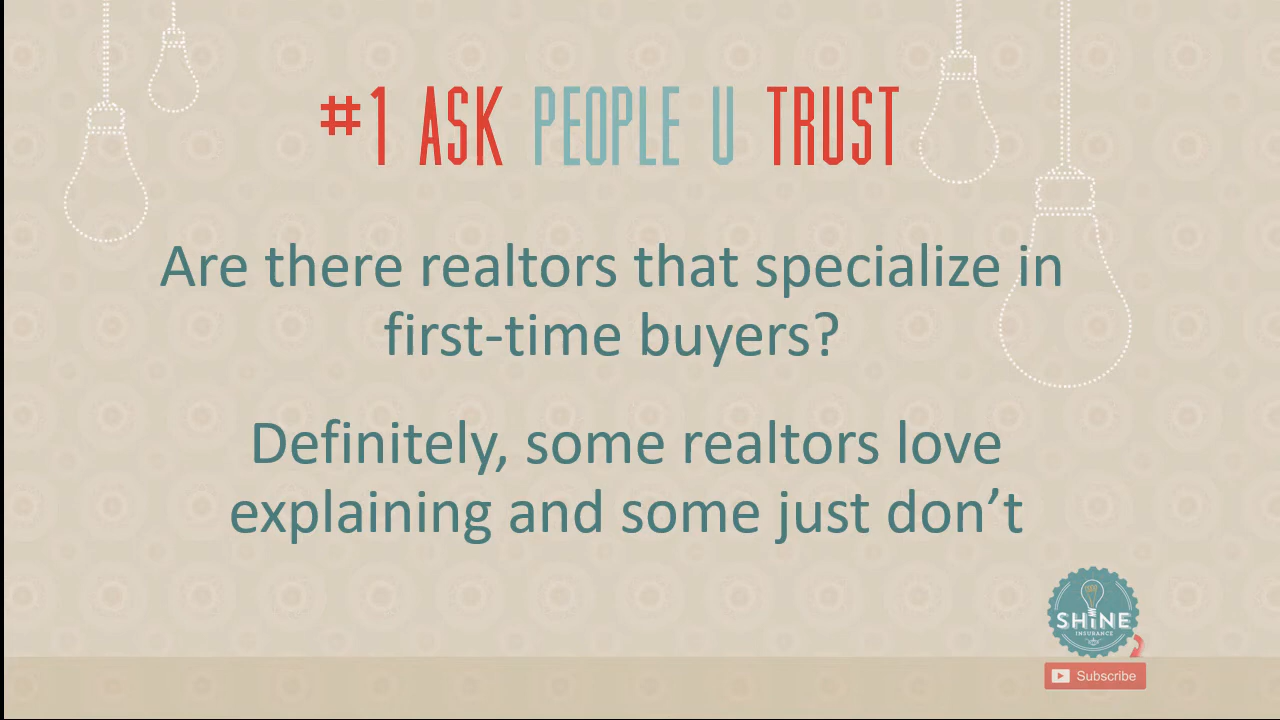 #1 ASK PEOPLE U TRUST
Are there realtors that specialize in
first-time buyers?
Definitely, some realtors love
explaining and some just don’t
SHiNE
INSURANCE
Subscribe